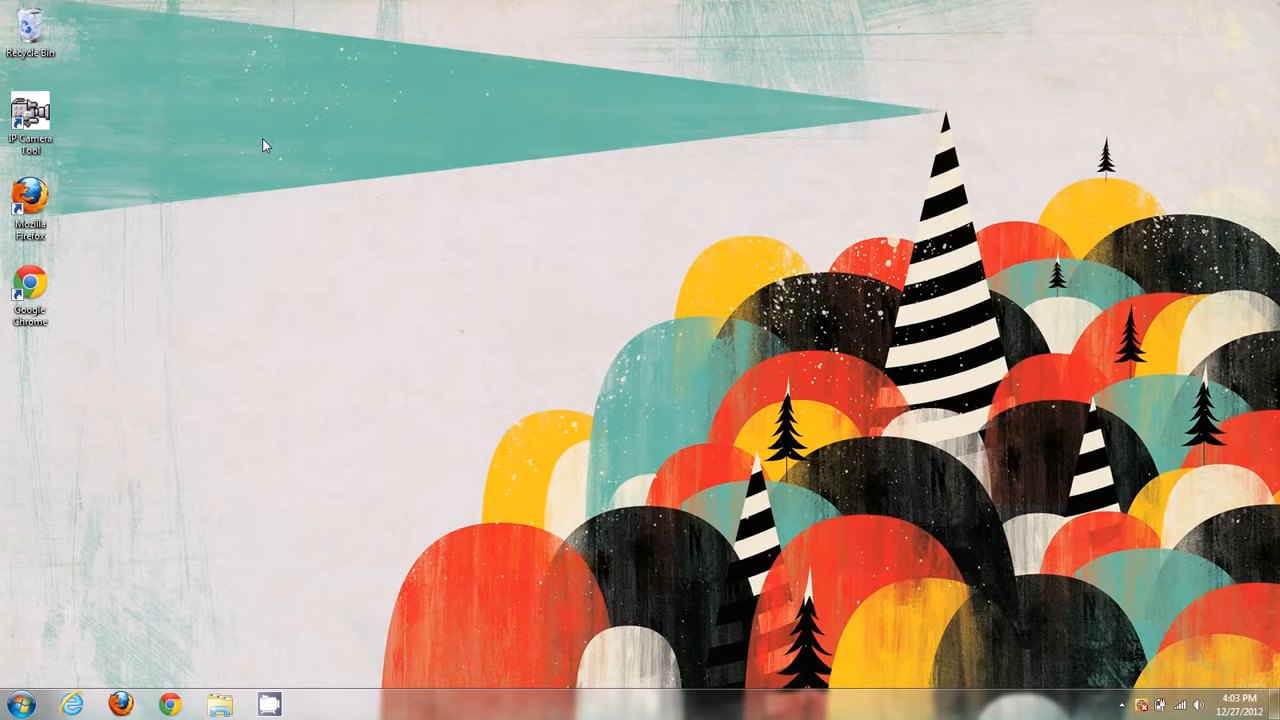 Recycle Bin
IP Camera
Tool
Mozilla
Firefox
Google
Chrome
4:03 PM
12/27/2012